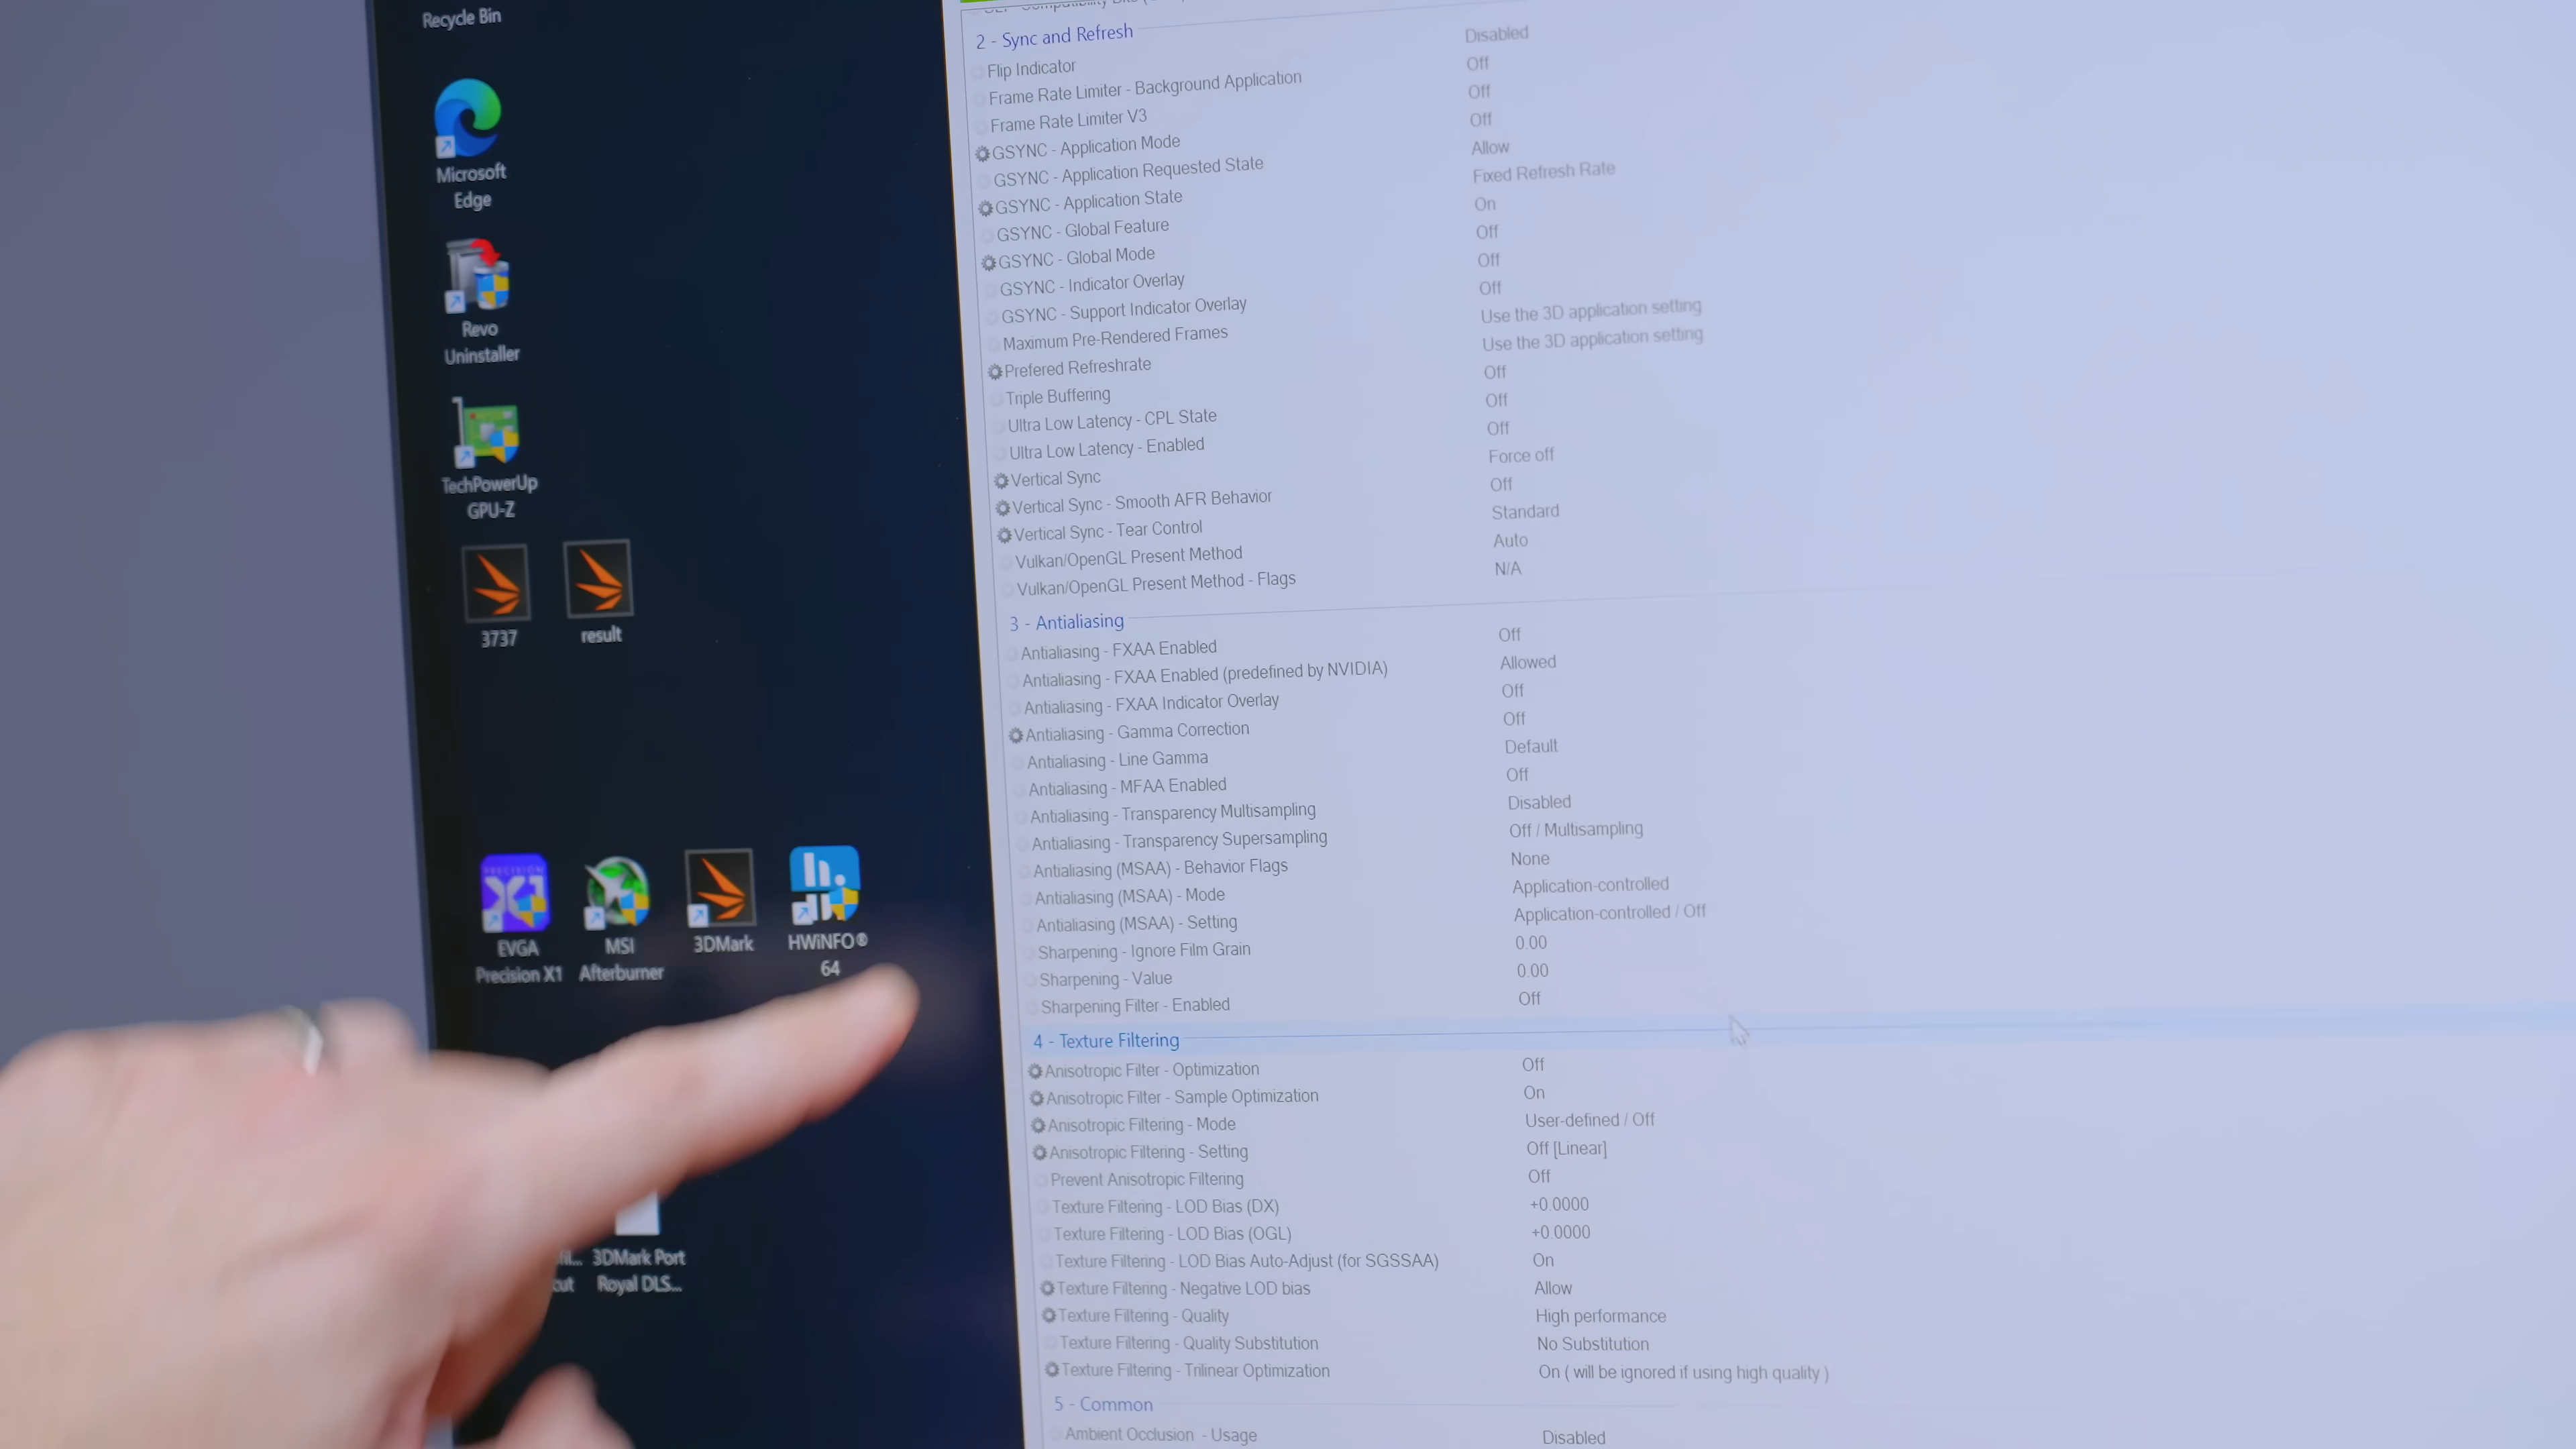 Recycle Bin
Microsoft
Edge
Revo
Uninstaller
TechPowerUp
GPU-Z
3737
result
PRECISION
X1
EVGA
Precision X1
MSI
Afterburner
3DMark
HWiNFO®
64
3DMark Port
Royal DLS...
2 - Sync and Refresh
Flip Indicator Disabled
Frame Rate Limiter - Background Application Off
Frame Rate Limiter V3 Off
GSYNC - Application Mode Off
GSYNC - Application Requested State Allow
GSYNC - Application State Fixed Refresh Rate
GSYNC - Global Feature On
GSYNC - Global Mode Off
GSYNC - Indicator Overlay Off
GSYNC - Support Indicator Overlay Off
Maximum Pre-Rendered Frames Use the 3D application setting
Prefered Refreshrate Use the 3D application setting
Triple Buffering Off
Ultra Low Latency - CPL State Off
Ultra Low Latency - Enabled Off
Vertical Sync Force off
Vertical Sync - Smooth AFR Behavior Off
Vertical Sync - Tear Control Standard
Vulkan/OpenGL Present Method Auto
Vulkan/OpenGL Present Method - Flags N/A
3 - Antialiasing
Antialiasing - FXAA Enabled Off
Antialiasing - FXAA Enabled (predefined by NVIDIA) Allowed
Antialiasing - FXAA Indicator Overlay Off
Antialiasing - Gamma Correction Off
Antialiasing - Line Gamma Default
Antialiasing - MFAA Enabled Off
Antialiasing - Transparency Multisampling Disabled
Antialiasing - Transparency Supersampling Off / Multisampling
Antialiasing (MSAA) - Behavior Flags None
Antialiasing (MSAA) - Mode Application-controlled
Antialiasing (MSAA) - Setting Application-controlled / Off
Sharpening - Ignore Film Grain 0.00
Sharpening - Value 0.00
Sharpening Filter - Enabled Off
4 - Texture Filtering
Anisotropic Filter - Optimization Off
Anisotropic Filter - Sample Optimization On
Anisotropic Filtering - Mode User-defined / Off
Anisotropic Filtering - Setting Off [Linear]
Prevent Anisotropic Filtering Off
Texture Filtering - LOD Bias (DX) +0.0000
Texture Filtering - LOD Bias (OGL) +0.0000
Texture Filtering - LOD Bias Auto-Adjust (for SGSSAA) On
Texture Filtering - Negative LOD bias Allow
Texture Filtering - Quality High performance
Texture Filtering - Quality Substitution No Substitution
Texture Filtering - Trilinear Optimization On ( will be ignored if using high quality )
5 - Common
Ambient Occlusion - Usage Disabled